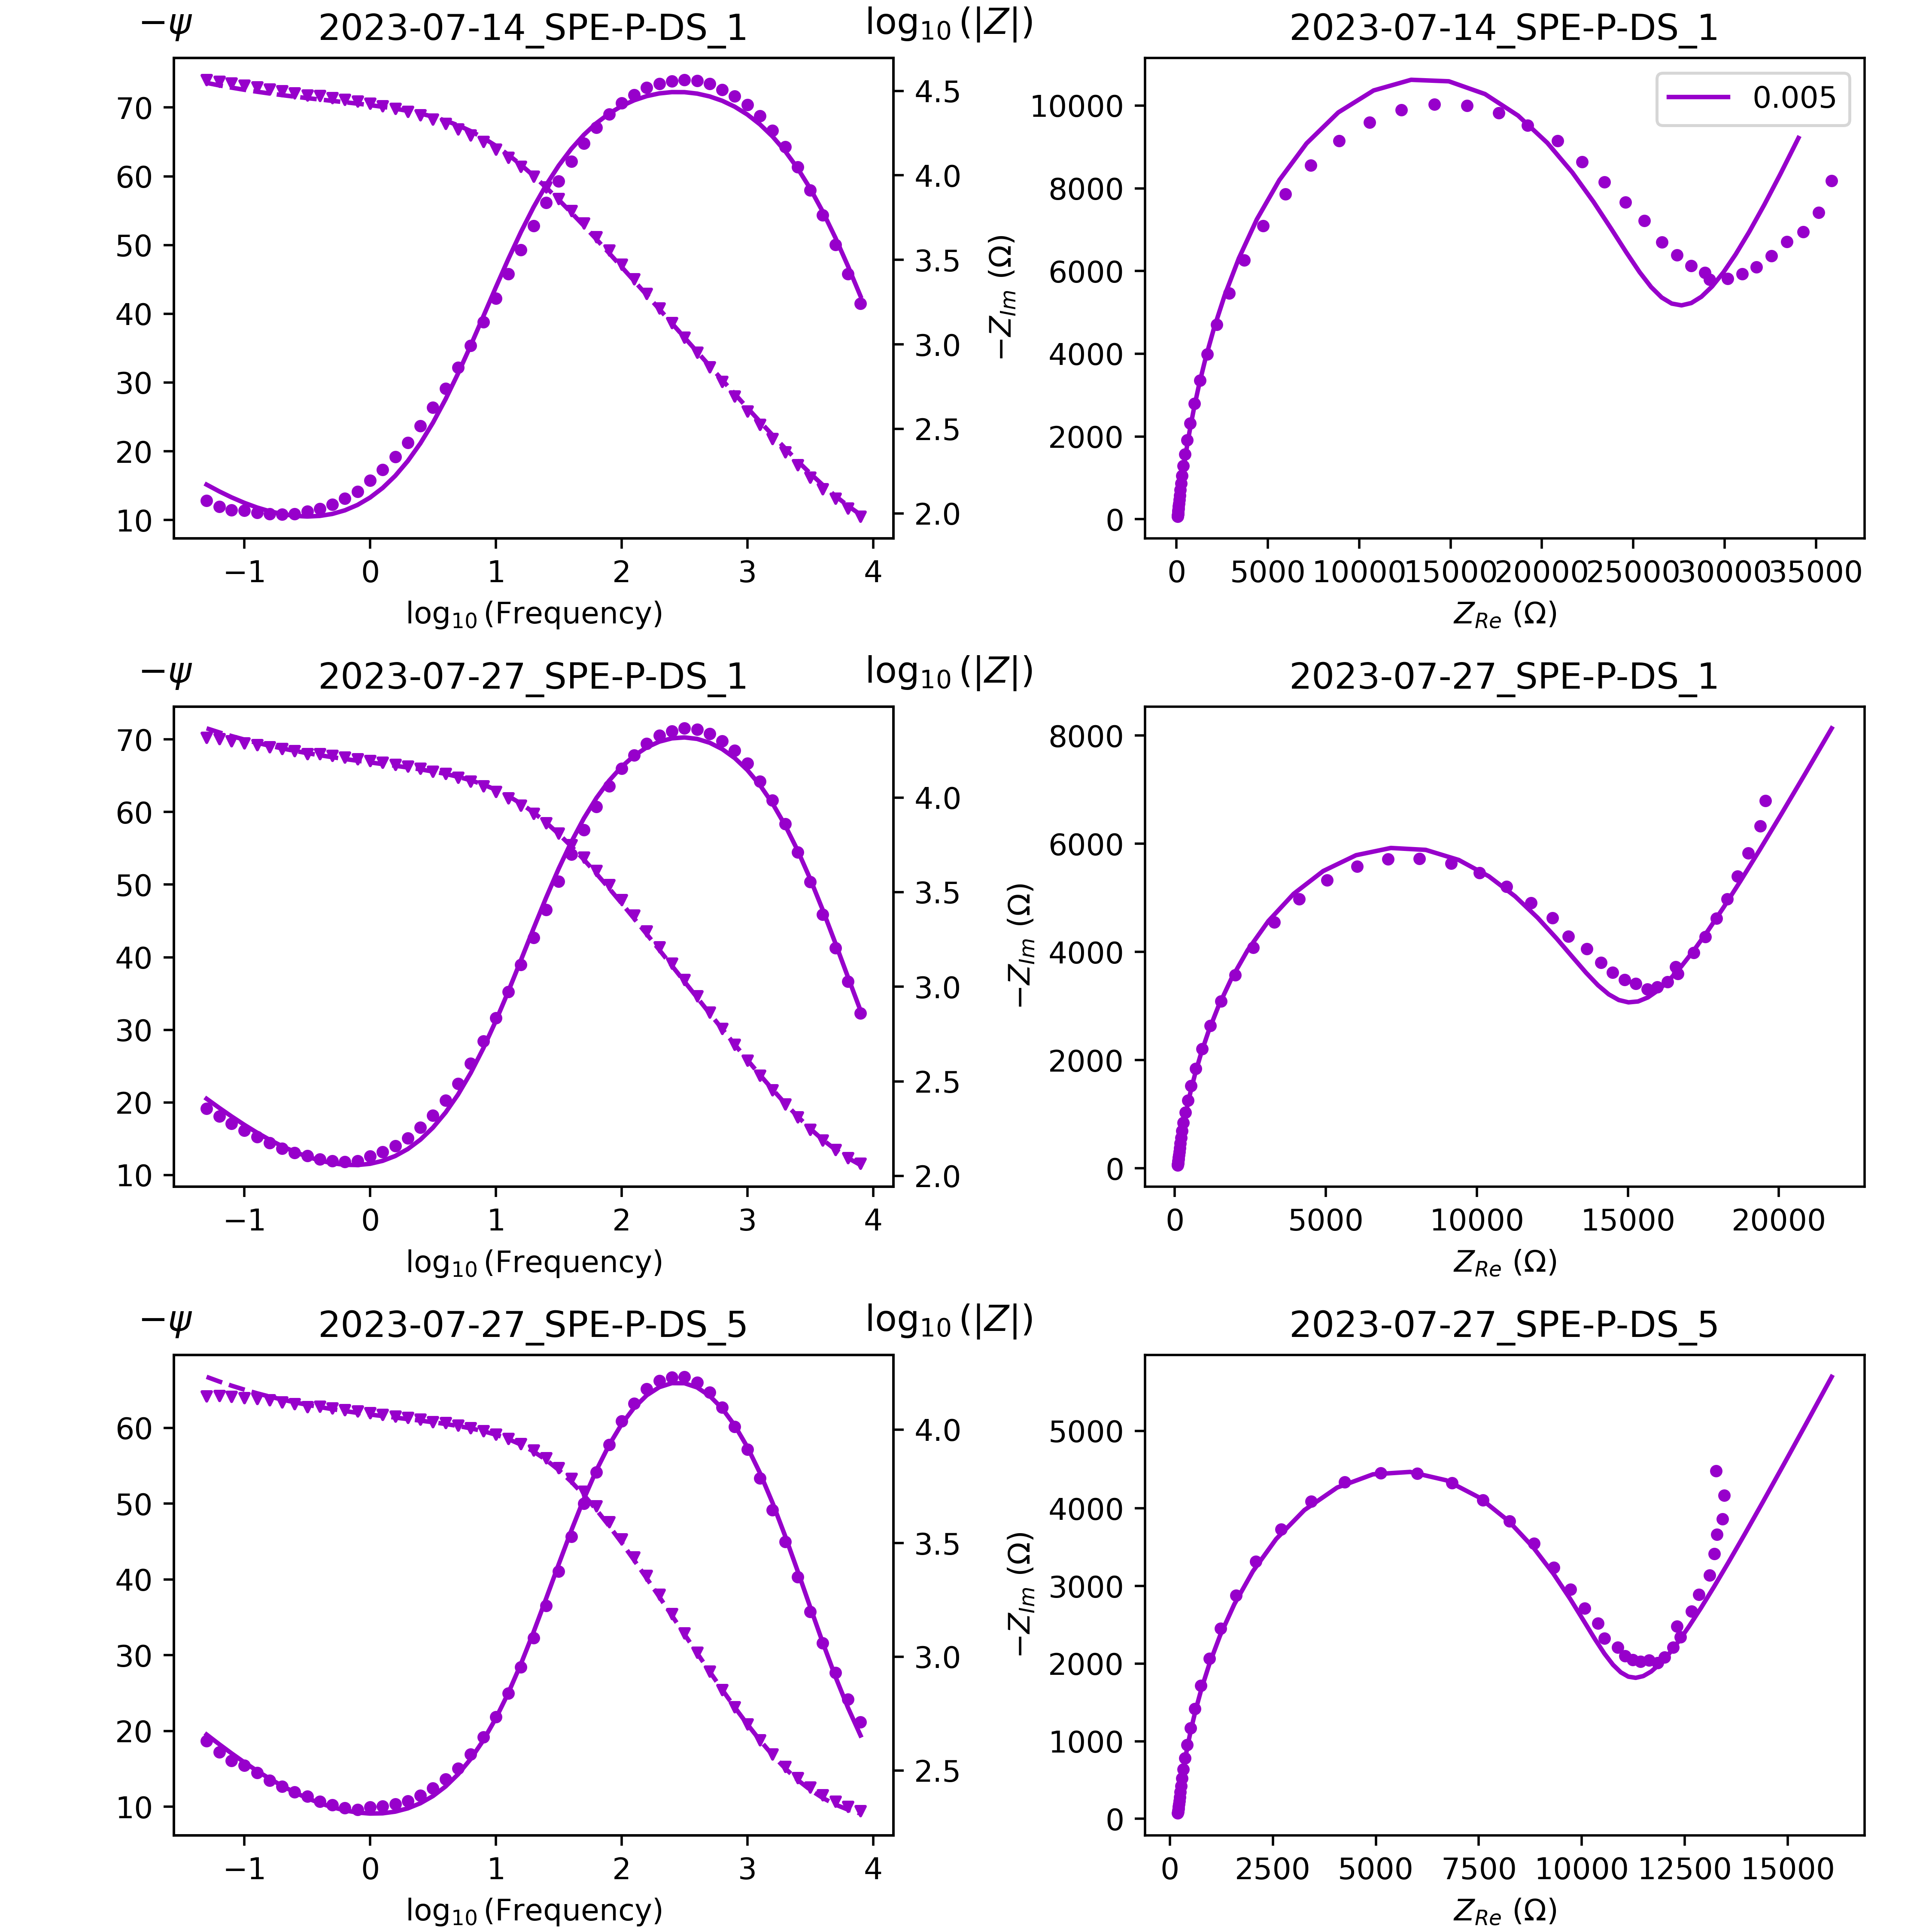 −ψ 2023-07-14_SPE-P-DS_1 log₁₀(|Z|)
70
60
50
40
30
20
10
4.5
4.0
3.5
3.0
2.5
2.0
−1 0 1 2 3 4
log₁₀(Frequency)
2023-07-14_SPE-P-DS_1
0.005
−Z_Im (Ω)
10000
8000
6000
4000
2000
0
0 5000 10000 15000 20000 25000 30000 35000
Z_Re (Ω)
−ψ 2023-07-27_SPE-P-DS_1 log₁₀(|Z|)
70
60
50
40
30
20
10
4.0
3.5
3.0
2.5
2.0
−1 0 1 2 3 4
log₁₀(Frequency)
2023-07-27_SPE-P-DS_1
−Z_Im (Ω)
8000
6000
4000
2000
0
0 5000 10000 15000 20000
Z_Re (Ω)
−ψ 2023-07-27_SPE-P-DS_5 log₁₀(|Z|)
60
50
40
30
20
10
4.0
3.5
3.0
2.5
−1 0 1 2 3 4
log₁₀(Frequency)
2023-07-27_SPE-P-DS_5
−Z_Im (Ω)
5000
4000
3000
2000
1000
0
0 2500 5000 7500 10000 12500 15000
Z_Re (Ω)